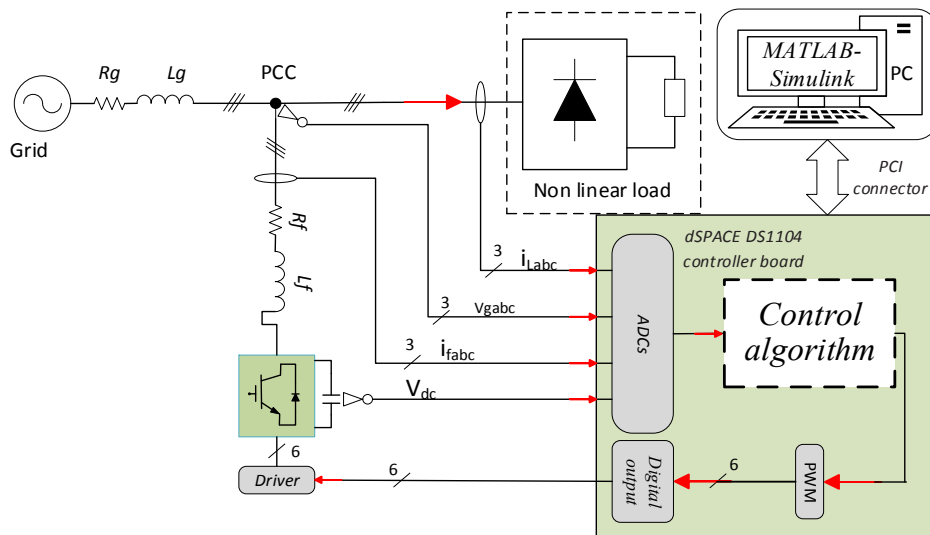 Rg
Lg
PCC
Grid
Non linear load
MATLAB-
Simulink
PC
PCI
connector
dSPACE DS1104
controller board
Rf
Lf
3
iLabc
3
Vgabc
3
ifabc
Vdc
ADCs
Control
algorithm
6
Driver
6
Digital
output
6
PWM